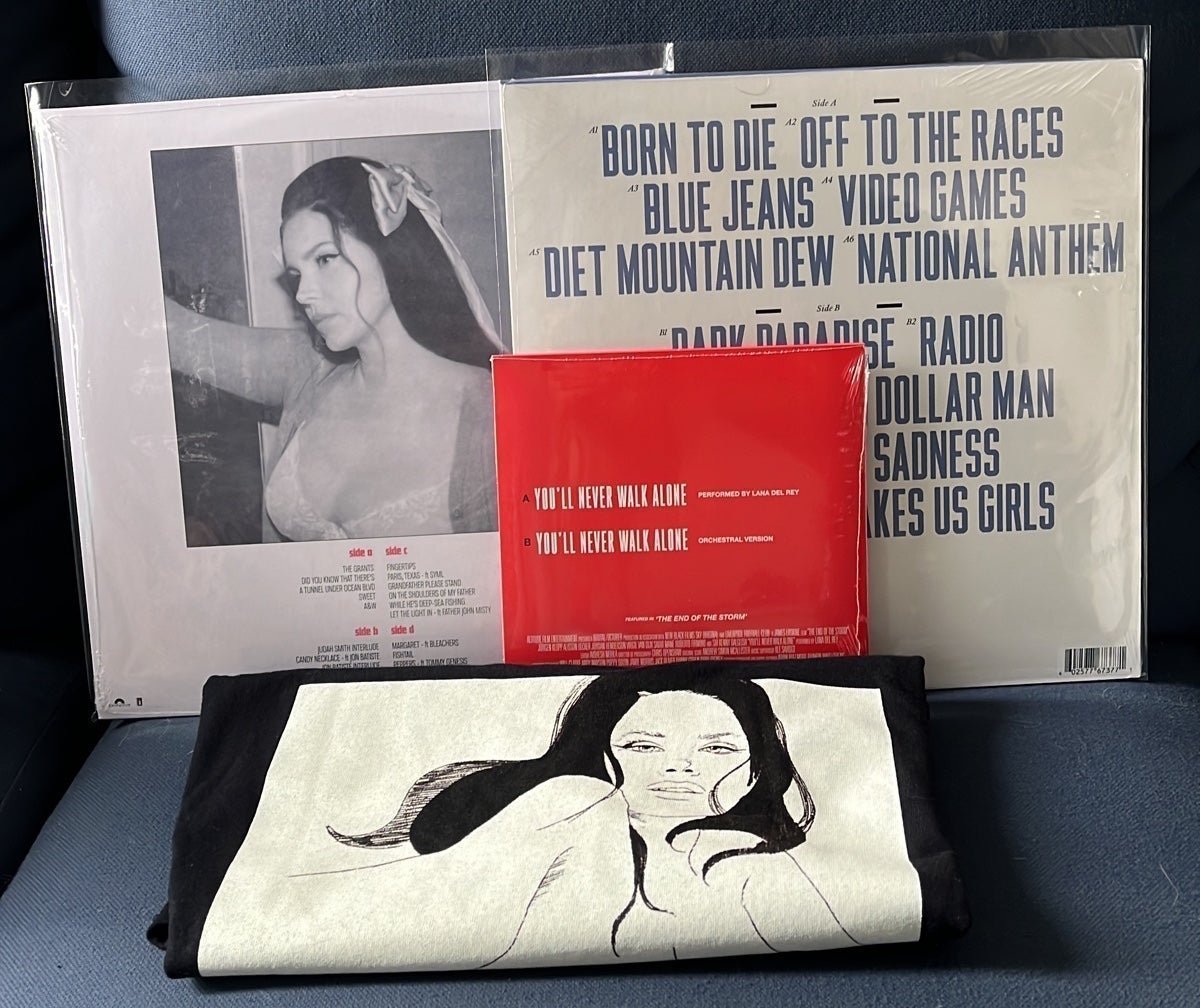 side a side c
THE GRANTS FINGERTIPS
DID YOU KNOW THAT THERE'S PARIS, TEXAS - ft SYML
A TUNNEL UNDER OCEAN BLVD GRANDFATHER PLEASE STAND
SWEET ON THE SHOULDERS OF MY FATHER
A&W WHILE HE'S DEEP-SEA FISHING
LET THE LIGHT IN - ft FATHER JOHN MISTY
side b side d
JUDAH SMITH INTERLUDE MARGARET - ft BLEACHERS
CANDY NECKLACE - ft JON BATISTE FISHTAIL
JON BATISTE INTERLUDE PEPPERS - ft TOMMY GENESIS
Side A
A1 BORN TO DIE A2 OFF TO THE RACES
A3 BLUE JEANS A4 VIDEO GAMES
A5 DIET MOUNTAIN DEW A6 NATIONAL ANTHEM
Side B
B1 DARK PARADISE B2 RADIO
DOLLAR MAN
SADNESS
KES US GIRLS
02577 67377
A YOU'LL NEVER WALK ALONE PERFORMED BY LANA DEL REY
B YOU'LL NEVER WALK ALONE ORCHESTRAL VERSION
FEATURED IN 'THE END OF THE STORM'